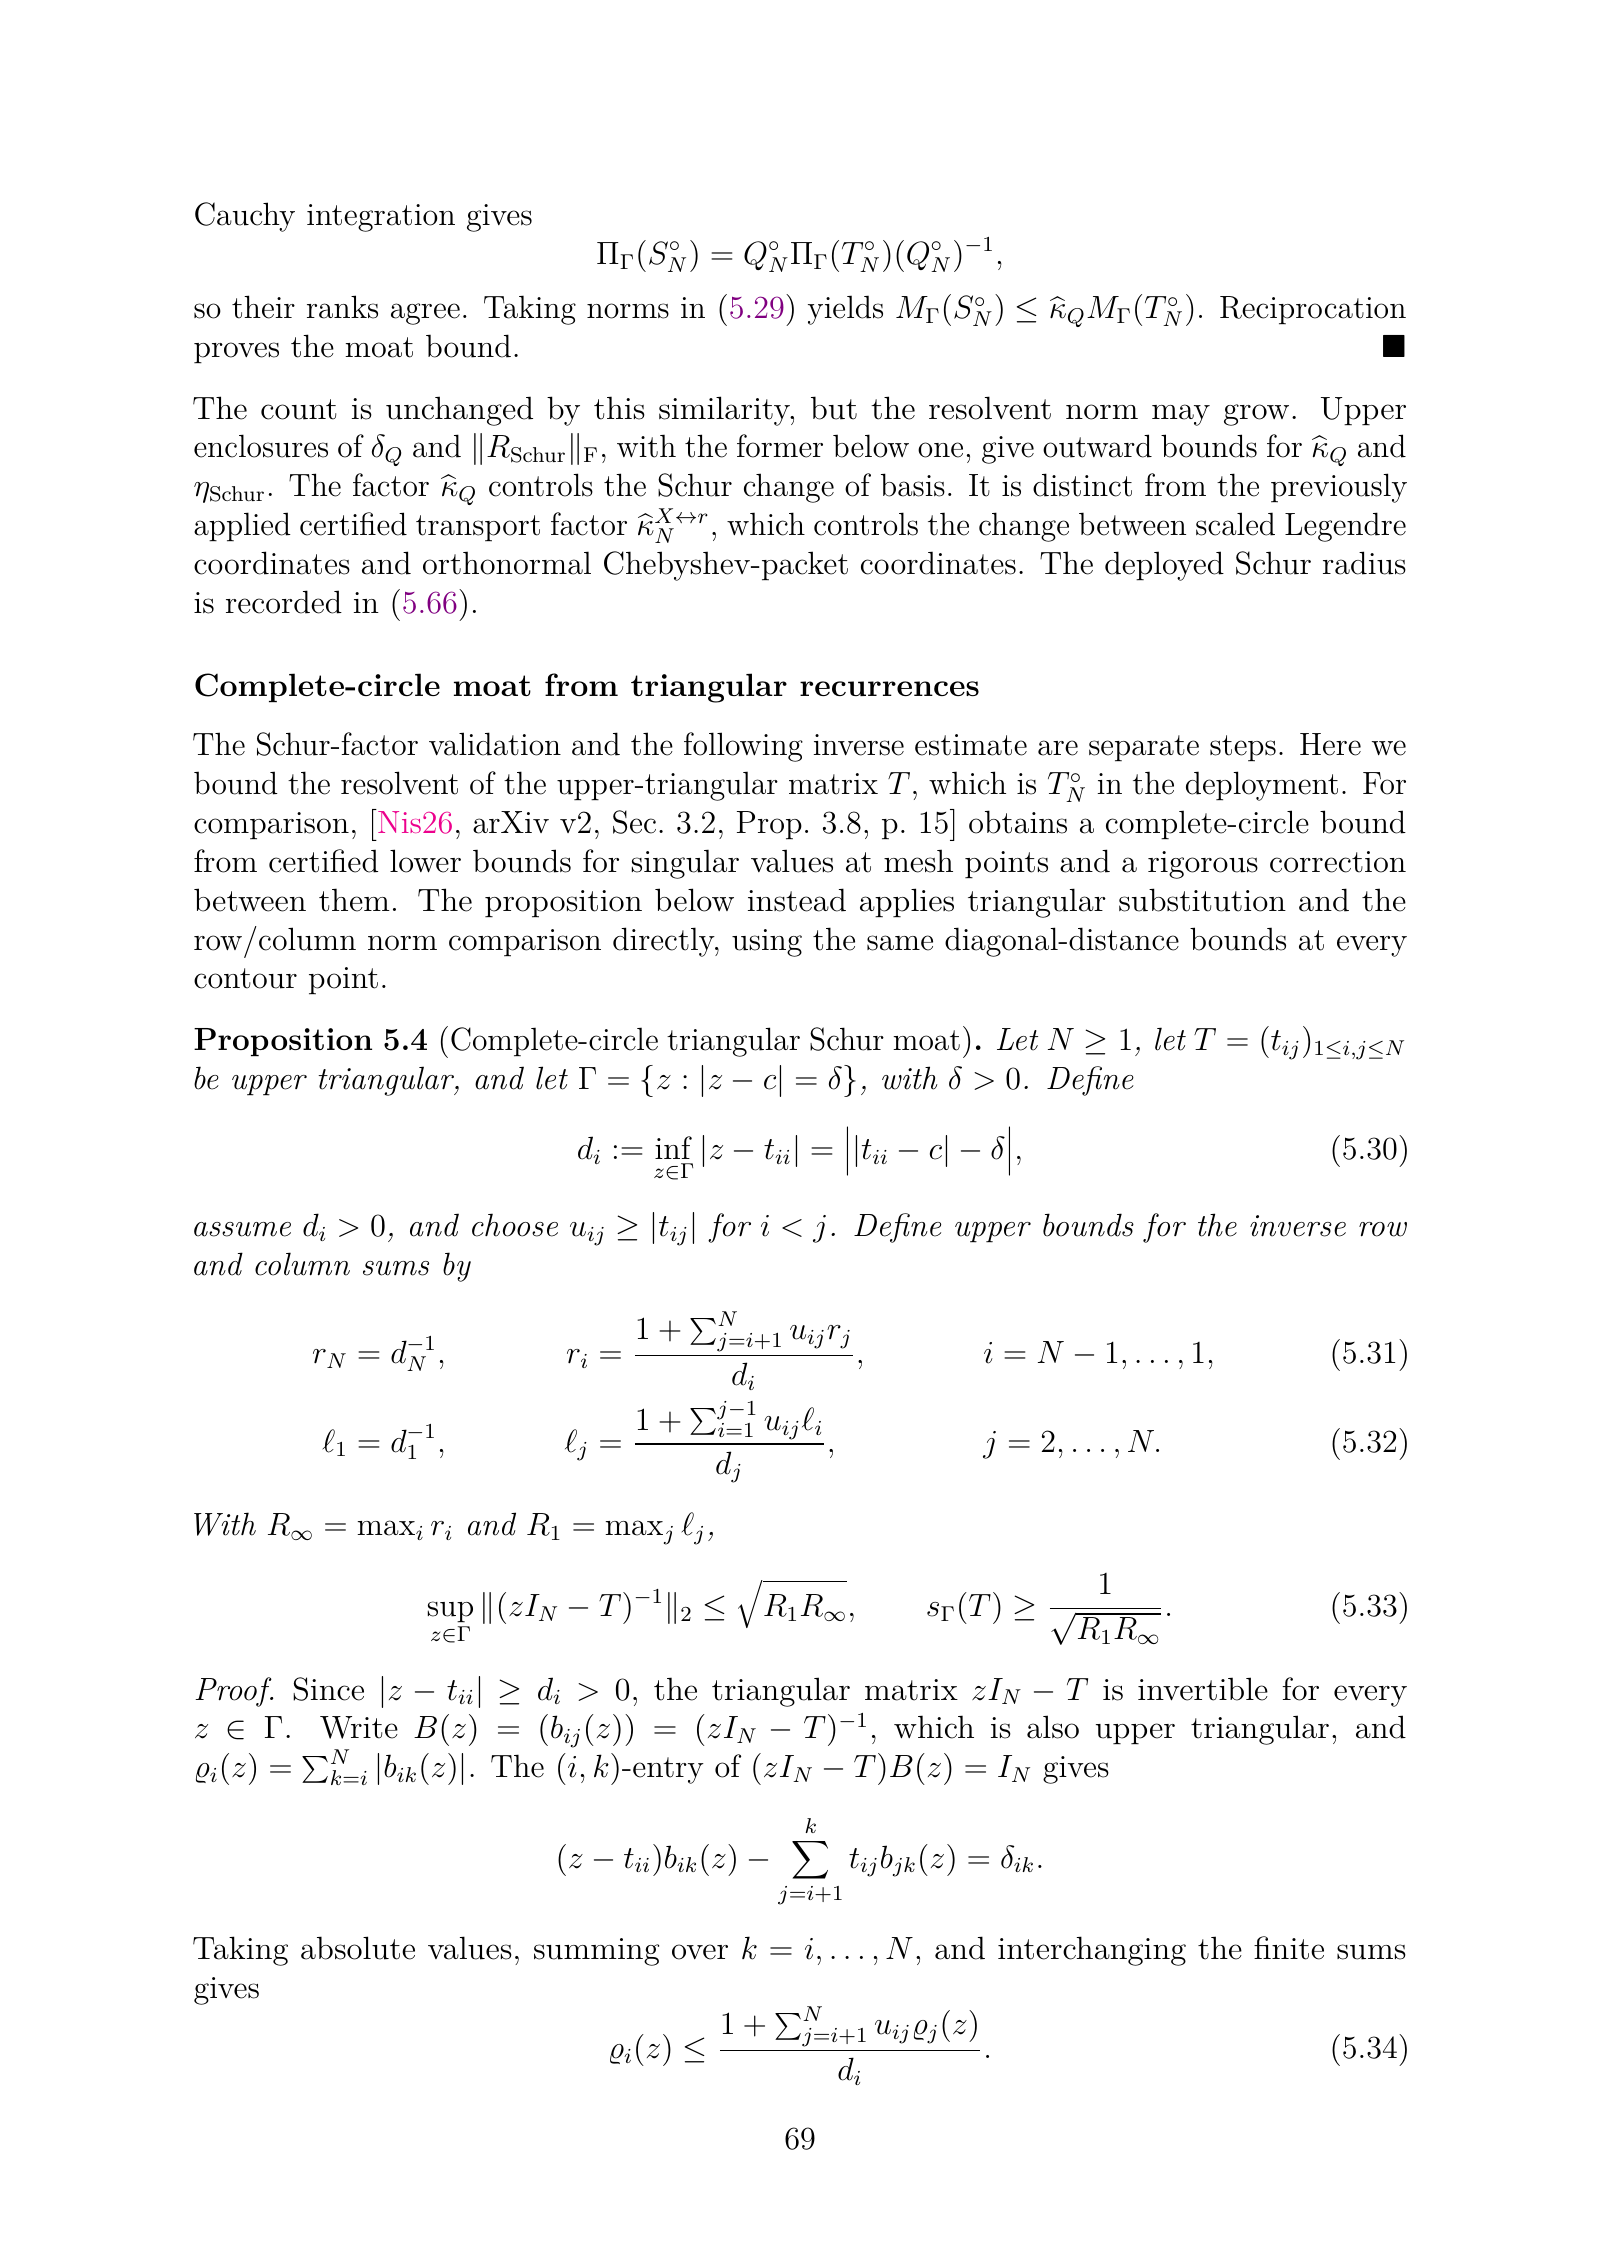 Cauchy integration gives
Π_Γ(S_N^∘) = Q_N^∘Π_Γ(T_N^∘)(Q_N^∘)^{−1},
so their ranks agree. Taking norms in (5.29) yields M_Γ(S_N^∘) ≤ κ̂_Q M_Γ(T_N^∘). Reciprocation
proves the moat bound. ■
The count is unchanged by this similarity, but the resolvent norm may grow. Upper
enclosures of δ_Q and ‖R_Schur‖_F, with the former below one, give outward bounds for κ̂_Q and
η_Schur. The factor κ̂_Q controls the Schur change of basis. It is distinct from the previously
applied certified transport factor κ̂_N^{X↔r}, which controls the change between scaled Legendre
coordinates and orthonormal Chebyshev-packet coordinates. The deployed Schur radius
is recorded in (5.66).
Complete-circle moat from triangular recurrences
The Schur-factor validation and the following inverse estimate are separate steps. Here we
bound the resolvent of the upper-triangular matrix T, which is T_N^∘ in the deployment. For
comparison, [Nis26, arXiv v2, Sec. 3.2, Prop. 3.8, p. 15] obtains a complete-circle bound
from certified lower bounds for singular values at mesh points and a rigorous correction
between them. The proposition below instead applies triangular substitution and the
row/column norm comparison directly, using the same diagonal-distance bounds at every
contour point.
Proposition 5.4 (Complete-circle triangular Schur moat). Let N ≥ 1, let T = (t_{ij})_{1≤i,j≤N}
be upper triangular, and let Γ = {z : |z − c| = δ}, with δ > 0. Define
d_i := inf_{z∈Γ} |z − t_{ii}| = ||t_{ii} − c| − δ|, (5.30)
assume d_i > 0, and choose u_{ij} ≥ |t_{ij}| for i < j. Define upper bounds for the inverse row
and column sums by
r_N = d_N^{−1}, r_i = (1 + ∑_{j=i+1}^N u_{ij}r_j)/d_i, i = N − 1, . . . , 1, (5.31)
ℓ_1 = d_1^{−1}, ℓ_j = (1 + ∑_{i=1}^{j−1} u_{ij}ℓ_i)/d_j, j = 2, . . . , N. (5.32)
With R_∞ = max_i r_i and R_1 = max_j ℓ_j,
sup_{z∈Γ} ‖(zI_N − T)^{−1}‖_2 ≤ √(R_1R_∞), s_Γ(T) ≥ 1/√(R_1R_∞). (5.33)
Proof. Since |z − t_{ii}| ≥ d_i > 0, the triangular matrix zI_N − T is invertible for every
z ∈ Γ. Write B(z) = (b_{ij}(z)) = (zI_N − T)^{−1}, which is also upper triangular, and
ϱ_i(z) = ∑_{k=i}^N |b_{ik}(z)|. The (i, k)-entry of (zI_N − T)B(z) = I_N gives
(z − t_{ii})b_{ik}(z) − ∑_{j=i+1}^k t_{ij}b_{jk}(z) = δ_{ik}.
Taking absolute values, summing over k = i, . . . , N, and interchanging the finite sums
gives
ϱ_i(z) ≤ (1 + ∑_{j=i+1}^N u_{ij}ϱ_j(z))/d_i. (5.34)
69